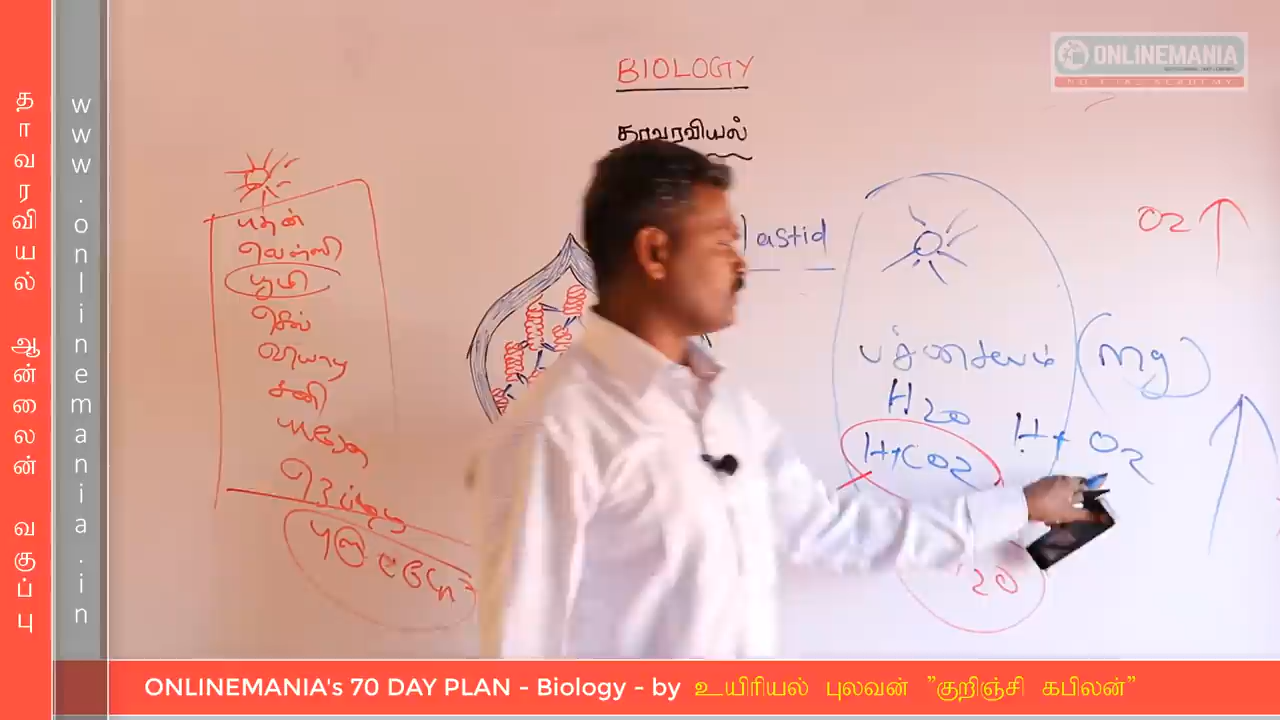 தாவரவியல் ஆன்லைன் வகுப்பு
www.onlinemania.in
ONLINEMANIA
BIOLOGY
தாவரவியல்
புதன்
வெள்ளி
பூமி
வியாழ
சனி
lastid
O2
பச்சையம் (Mg)
H2O
H+CO2
H+ O2
20
ONLINEMANIA's 70 DAY PLAN - Biology - by உயிரியல் புலவன் "குறிஞ்சி கபிலன்"